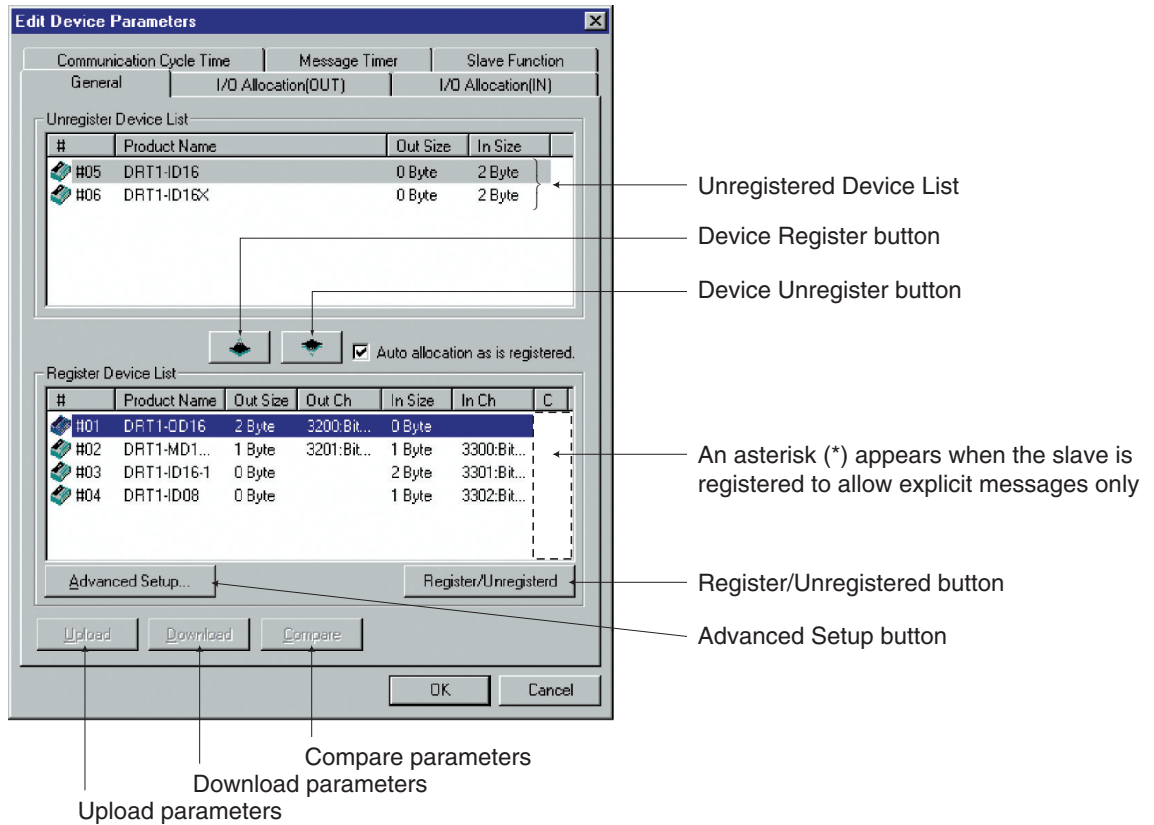 Edit Device Parameters
Communication Cycle Time Message Timer Slave Function
General I/O Allocation(OUT) I/O Allocation(IN)
Unregister Device List
# Product Name Out Size In Size
#05 DRT1-ID16 0 Byte 2 Byte
#06 DRT1-ID16X 0 Byte 2 Byte
Unregistered Device List
Device Register button
Device Unregister button
Auto allocation as is registered.
Register Device List
# Product Name Out Size Out Ch In Size In Ch C
#01 DRT1-OD16 2 Byte 3200:Bit... 0 Byte
#02 DRT1-MD1... 1 Byte 3201:Bit... 1 Byte 3300:Bit...
#03 DRT1-ID16-1 0 Byte 2 Byte 3301:Bit...
#04 DRT1-ID08 0 Byte 1 Byte 3302:Bit...
An asterisk (*) appears when the slave is
registered to allow explicit messages only
Advanced Setup... Register/Unregisterd
Register/Unregistered button
Upload Download Compare
Advanced Setup button
OK Cancel
Compare parameters
Download parameters
Upload parameters